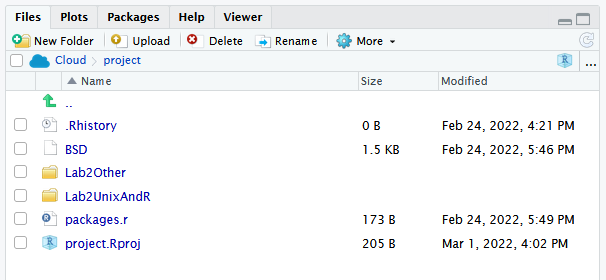 Files Plots Packages Help Viewer
New Folder Upload Delete Rename More
Cloud project R ...
Name Size Modified
..
.Rhistory 0 B Feb 24, 2022, 4:21 PM
BSD 1.5 KB Feb 24, 2022, 5:46 PM
Lab2Other
Lab2UnixAndR
packages.r 173 B Feb 24, 2022, 5:49 PM
project.Rproj 205 B Mar 1, 2022, 4:02 PM